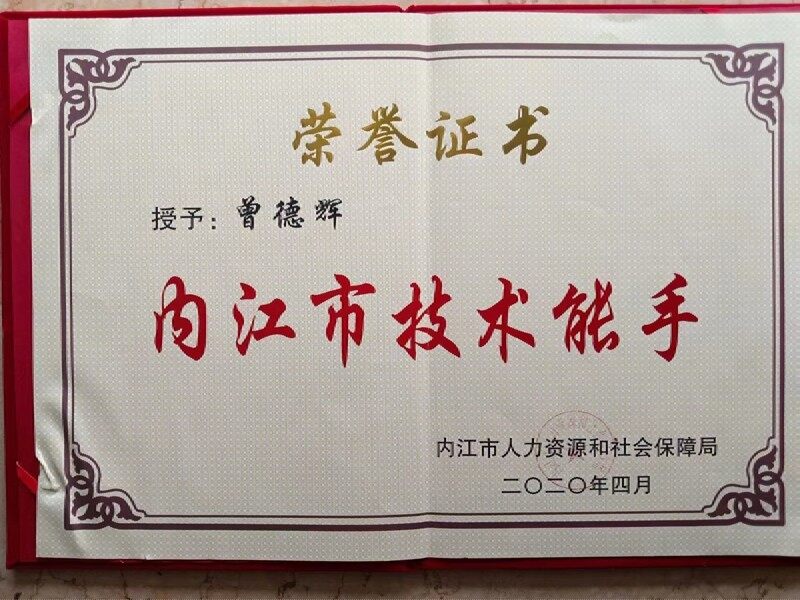 荣誉证书
授予：曾德辉
内江市技术能手
内江市人力资源和社会保障局
二〇二〇年四月